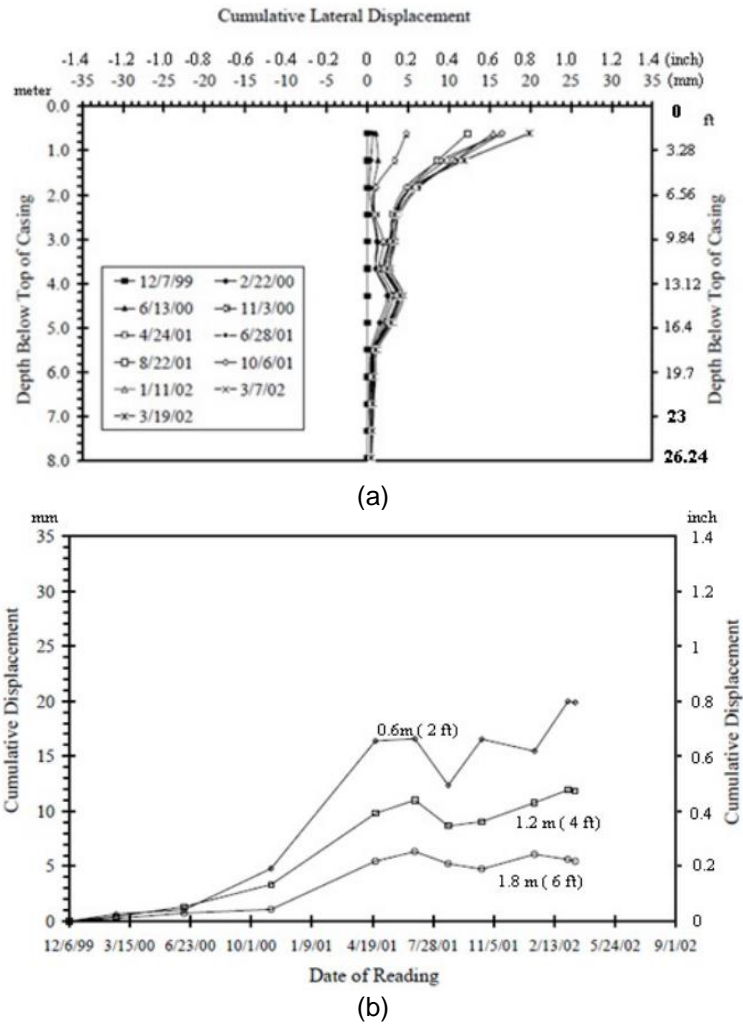 Cumulative Lateral Displacement
-1.4 -1.2 -1.0 -0.8 -0.6 -0.4 -0.2 0 0.2 10 0.6 0.8 1.0 1.2 1.4 (inch)
-35 -30 -25 -20 -15 -10 -5 0 5 10 15 20 25 30 35 (mm)
meter
0.0 0 ft
1.0 3.28
2.0 6.56
3.0 9.84
4.0 13.12
5.0 16.4
6.0 19.7
7.0 23
8.0 26.24
Depth Below Top of Casing
Depth Below Top of Casing
12/7/99 2/22/00
6/13/00 11/3/00
4/24/01 6/28/01
8/22/01 10/6/01
1/11/02 3/7/02
3/19/02
(a)
mm inch
35 1.4
30 1.2
25 1
20 0.8
15 0.6
10 0.4
5 0.2
0 0
Cumulative Displacement
Cumulative Displacement
0.6m ( 2 ft)
1.2 m ( 4 ft)
1.8 m ( 6 ft)
12/6/99 3/15/00 6/23/00 10/1/00 1/9/01 4/19/01 7/28/01 11/5/01 2/13/02 5/24/02 9/1/02
Date of Reading
(b)